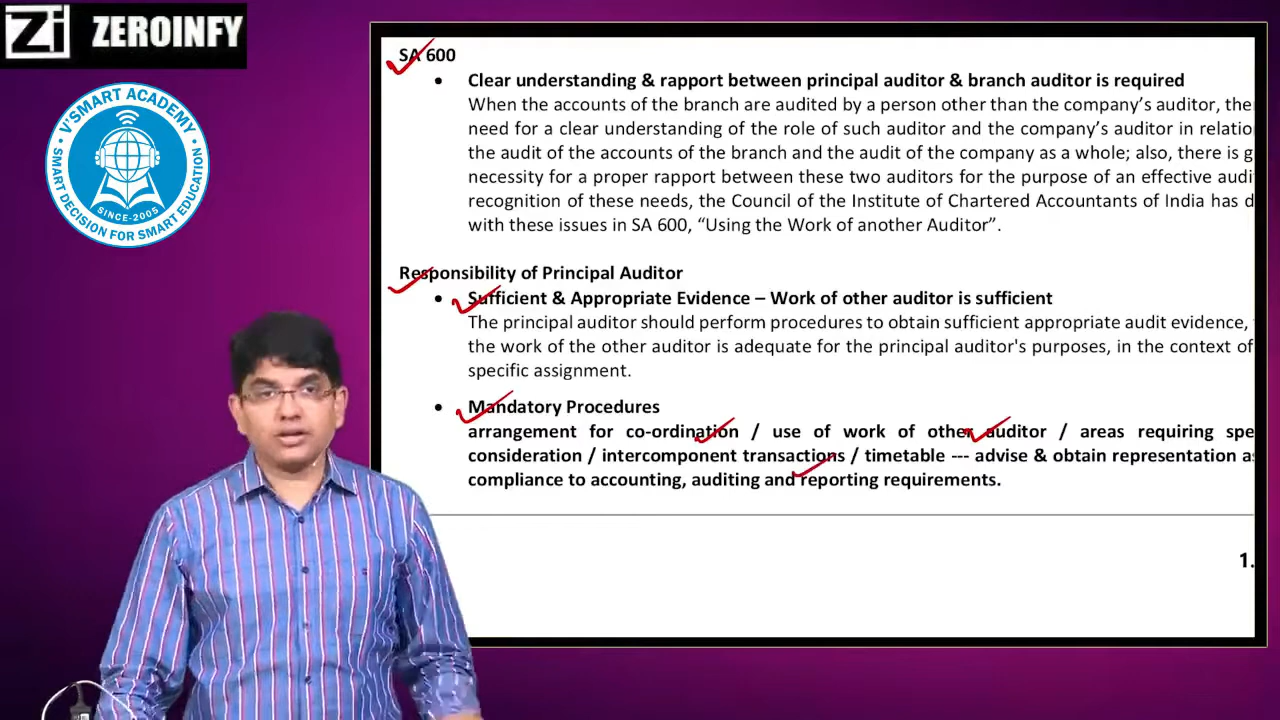 ZEROINFY
V'SMART ACADEMY
SMART DECISION FOR SMART EDUCATION
SINCE-2005
SA 600
• Clear understanding & rapport between principal auditor & branch auditor is required
When the accounts of the branch are audited by a person other than the company's auditor,
need for a clear understanding of the role of such auditor and the company's auditor in
the audit of the accounts of the branch and the audit of the company as a whole; also, there is
necessity for a proper rapport between these two auditors for the purpose of an effective
recognition of these needs, the Council of the Institute of Chartered Accountants of India has
with these issues in SA 600, “Using the Work of another Auditor”.
Responsibility of Principal Auditor
• Sufficient & Appropriate Evidence – Work of other auditor is sufficient
The principal auditor should perform procedures to obtain sufficient appropriate audit evidence,
the work of the other auditor is adequate for the principal auditor's purposes, in the context of
specific assignment.
• Mandatory Procedures
arrangement for co-ordination / use of work of other auditor / areas requiring
consideration / intercomponent transactions / timetable --- advise & obtain representation
compliance to accounting, auditing and reporting requirements.
1.